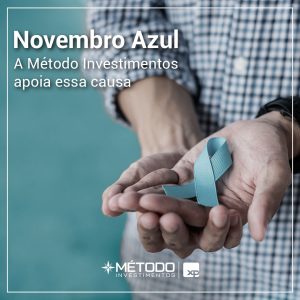 Novembro Azul
A Método Investimentos
apoia essa causa
MÉTODO
INVESTIMENTOS
xp